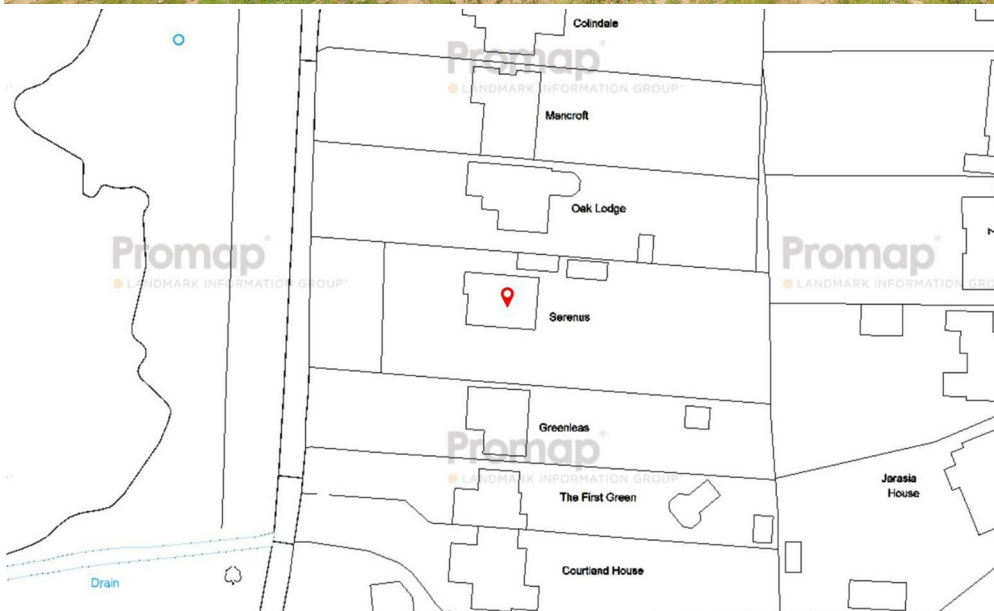 Colindale
Promap®
LANDMARK INFORMATION GROUP
Mancroft
Oak Lodge
Promap®
LANDMARK INFORMATION GROUP
Promap®
LANDMARK INFORMATION GRO
Serenus
Greenleas
Promap
LANDMARK INFORMATION GROUP
Jarasia
House
The First Green
Courtland House
Drain